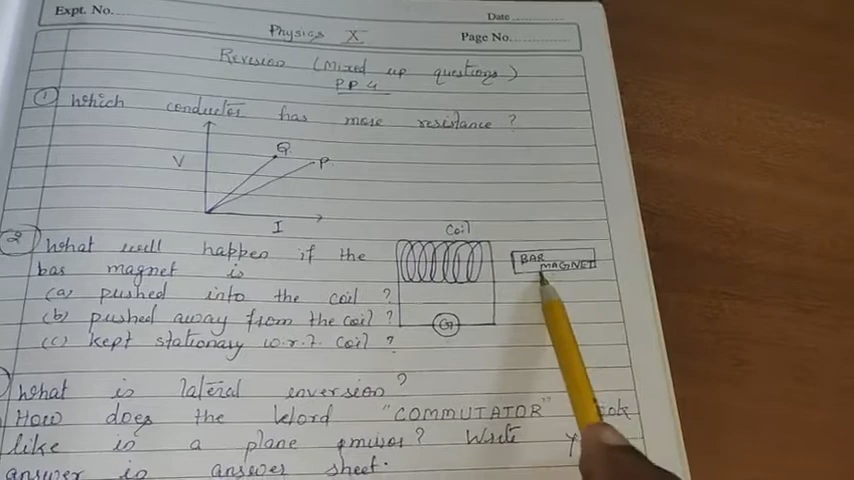 Expt. No.
Date
Physics X
Page No.
Revision (Mixed up questions)
PP4
① Which conductor has more resistance ?
Q
V
P
I
Coil
② What will happen if the
BAR
bar magnet is
MAGNET
(a) pushed into the coil ?
(b) pushed away from the coil ?
G
(c) kept stationary w.r.t. coil ?
What is lateral inversion ?
How does the word "COMMUTATOR"
like in a plane mirror ? Write
answer in answer sheet.